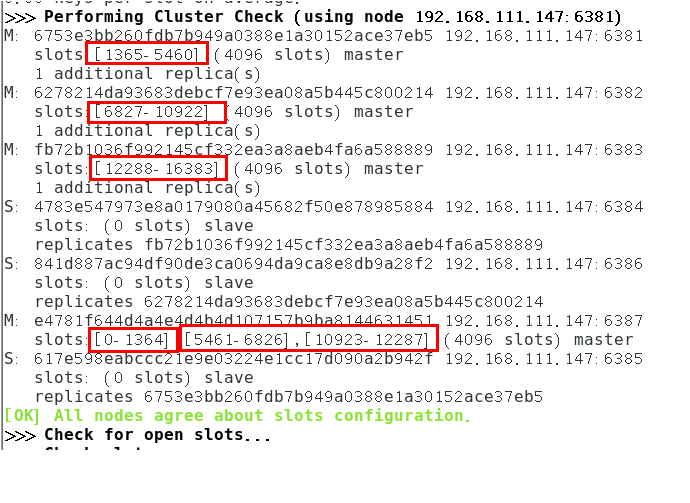 >>> Performing Cluster Check (using node 192.168.111.147:6381)
M: 6753e3bb260fdb7b949a0388e1a30152ace37eb5 192.168.111.147:6381
slots:[1365-5460] (4096 slots) master
1 additional replica(s)
M: 6278214da93683debcf7e93ea08a5b445c800214 192.168.111.147:6382
slots:[6827-10922] (4096 slots) master
1 additional replica(s)
M: fb72b1036f992145cf332ea3a8aeb4fa6a588889 192.168.111.147:6383
slots:[12288-16383] (4096 slots) master
1 additional replica(s)
S: 4783e547973e8a0179080a45682f50e878985884 192.168.111.147:6384
slots: (0 slots) slave
replicates fb72b1036f992145cf332ea3a8aeb4fa6a588889
S: 841d887ac94df90de3ca0694da9ca8e8db9a28f2 192.168.111.147:6386
slots: (0 slots) slave
replicates 6278214da93683debcf7e93ea08a5b445c800214
M: e4781f644d4a4e4d4b4d107157b9ba8144631451 192.168.111.147:6387
slots:[0-1364],[5461-6826],[10923-12287] (4096 slots) master
S: 617e598eabccc21e9e03224e1cc17d090a2b942f 192.168.111.147:6385
slots: (0 slots) slave
replicates 6753e3bb260fdb7b949a0388e1a30152ace37eb5
[OK] All nodes agree about slots configuration.
>>> Check for open slots...